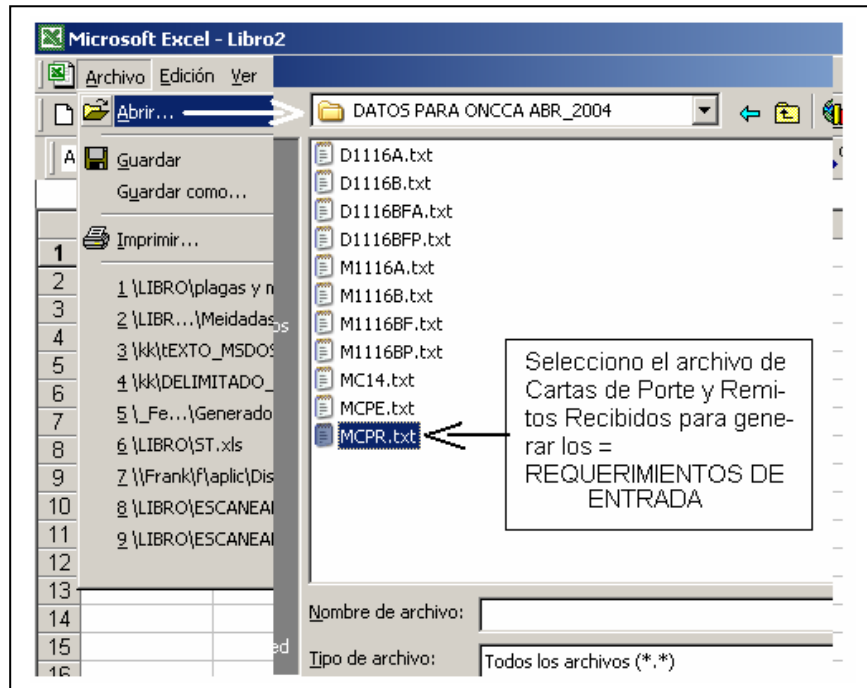 Microsoft Excel - Libro2
Archivo Edición Ver
Abrir...
DATOS PARA ONCCA ABR_2004
A
Guardar
Guardar como...
Imprimir...
1 \LIBRO\plagas y m
2 \LIBR...\Meidadas
3 \kk\tEXTO_MSDOS
4 \kk\DELIMITADO_
5 \_Fe...\Generado
6 \LIBRO\ST.xls
7 \\Frank\f\aplic\Dis
8 \LIBRO\ESCANEA
9 \LIBRO\ESCANEA
1
2
3
4
5
6
7
8
9
10
11
12
13
14
15
16
os
ed
D1116A.txt
D1116B.txt
D1116BFA.txt
D1116BFP.txt
M1116A.txt
M1116B.txt
M1116BF.txt
M1116BP.txt
MC14.txt
MCPE.txt
MCPR.txt
Selecciono el archivo de
Cartas de Porte y Remi-
tos Recibidos para gene-
rar los =
REQUERIMIENTOS DE
ENTRADA
Nombre de archivo:
Tipo de archivo: Todos los archivos (*.*)